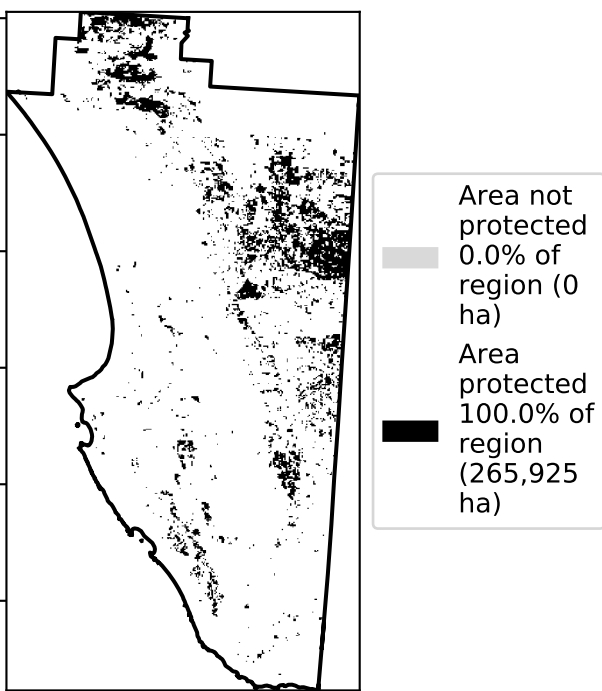 Area not
protected
0.0% of
region (0
ha)
Area
protected
100.0% of
region
(265,925
ha)